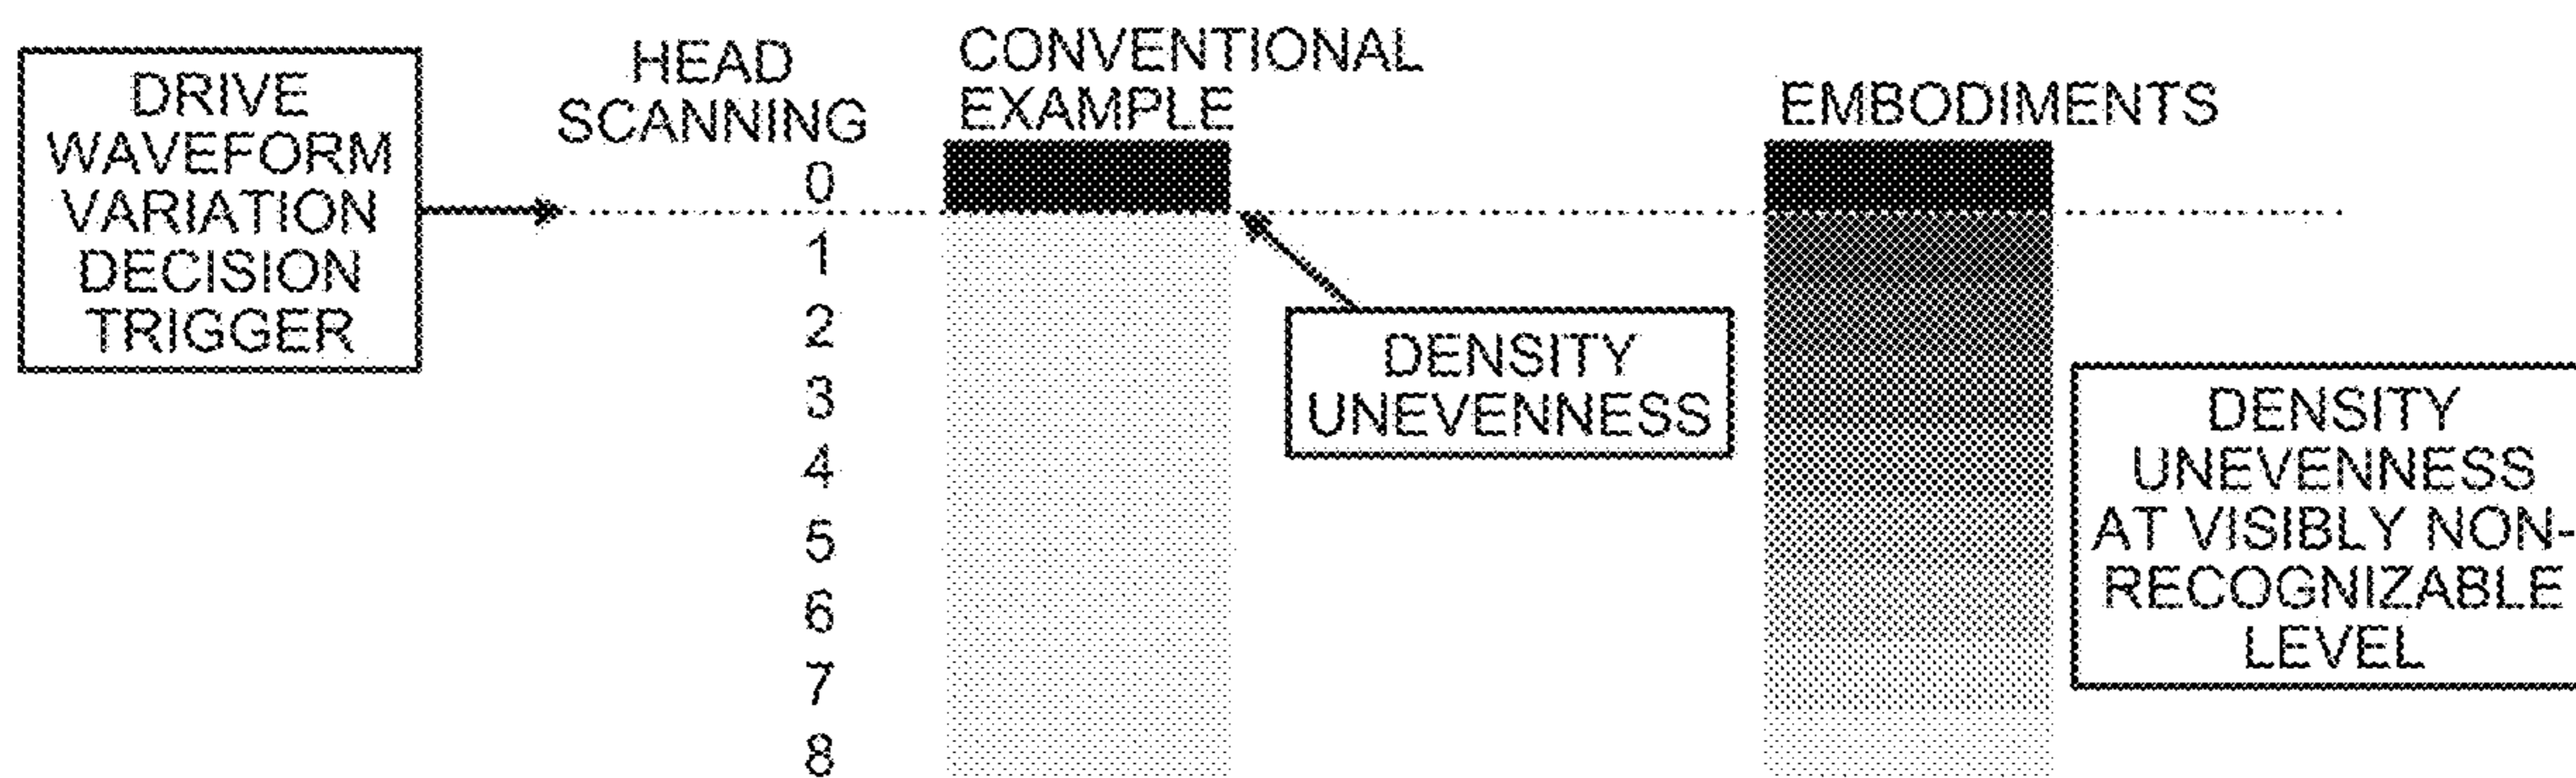 DRIVE
WAVEFORM
VARIATION
DECISION
TRIGGER
HEAD
SCANNING
0
1
2
3
4
5
6
7
8
CONVENTIONAL
EXAMPLE
DENSITY
UNEVENNESS
EMBODIMENTS
DENSITY
UNEVENNESS
AT VISIBLY NON-
RECOGNIZABLE
LEVEL